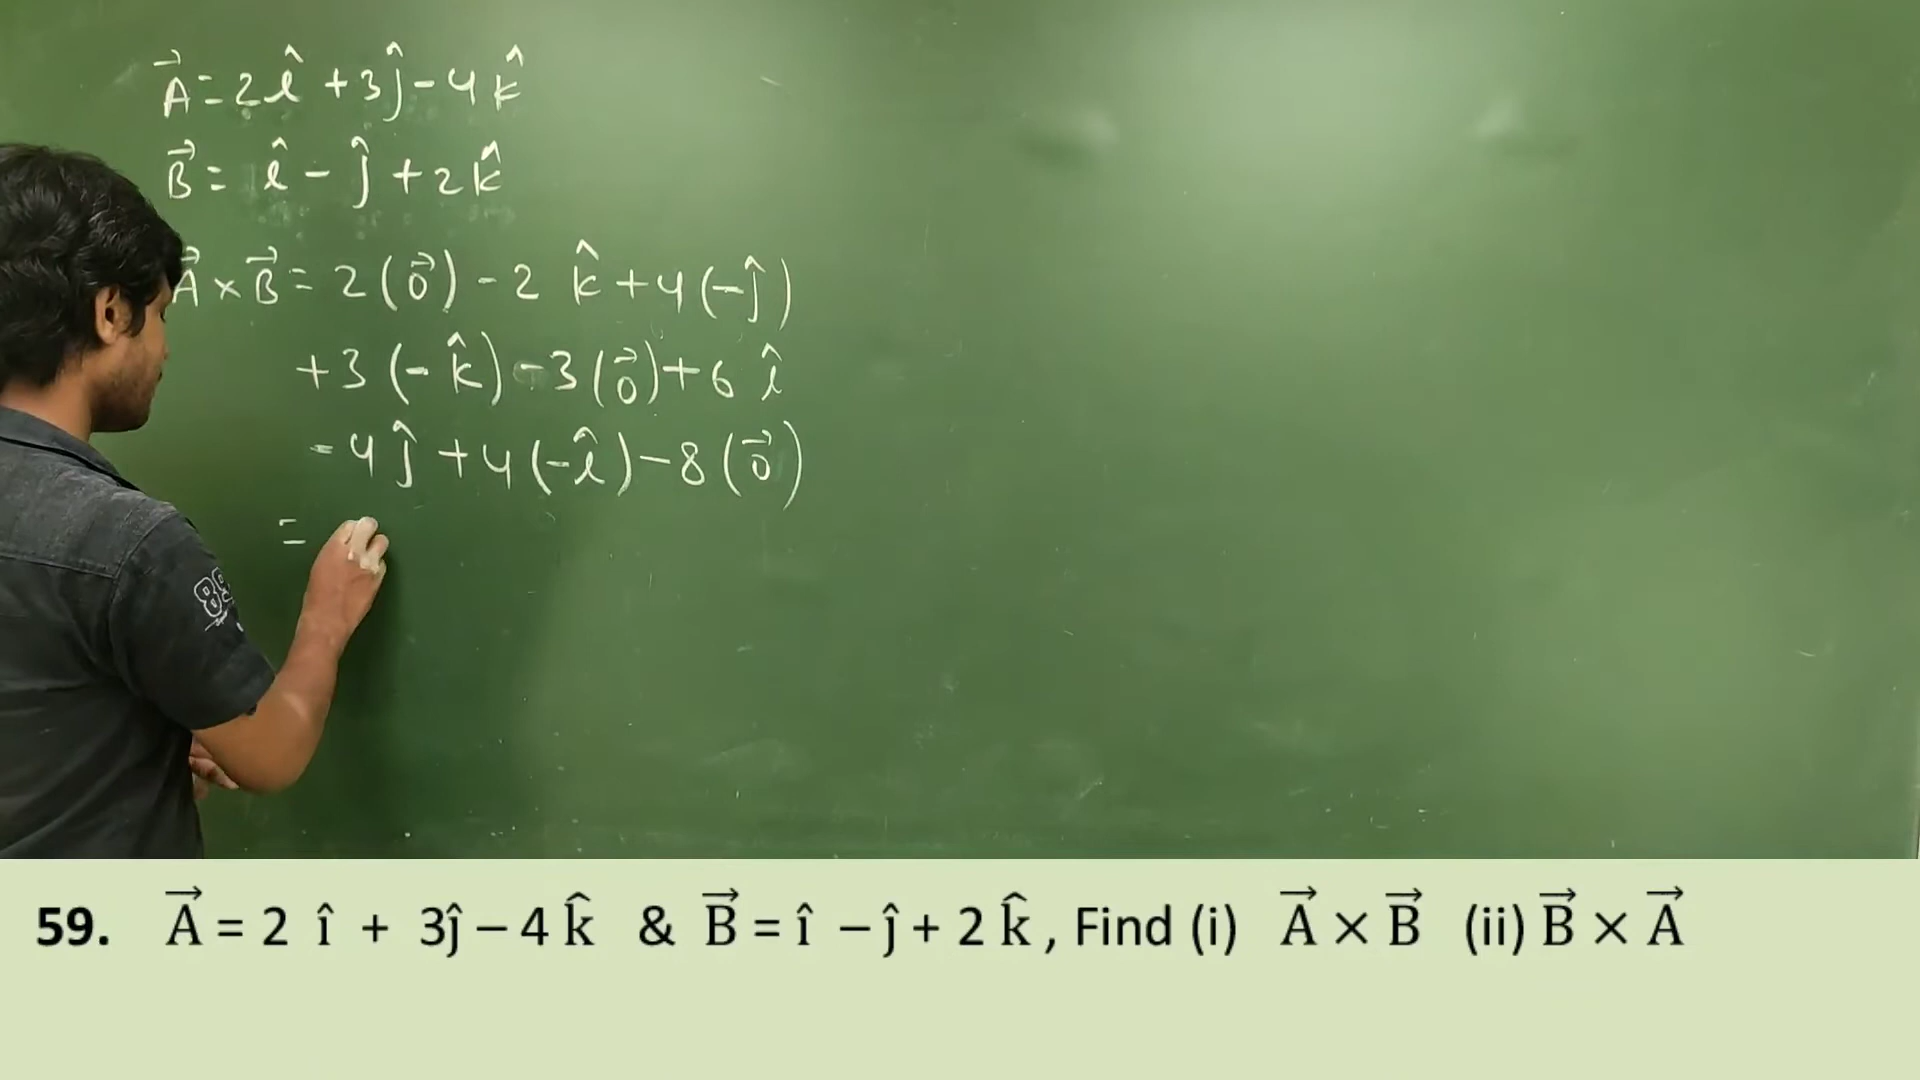 A⃗ = 2î + 3ĵ - 4k̂
B⃗ = î - ĵ + 2k̂
A⃗ × B⃗ = 2(0⃗) - 2 k̂ + 4(-ĵ)
+ 3(-k̂) - 3(0⃗) + 6 î
- 4ĵ + 4(-î) - 8(0⃗)
=
59. A⃗ = 2 î + 3ĵ – 4 k̂ & B⃗ = î – ĵ + 2 k̂ , Find (i) A⃗ × B⃗ (ii) B⃗ × A⃗